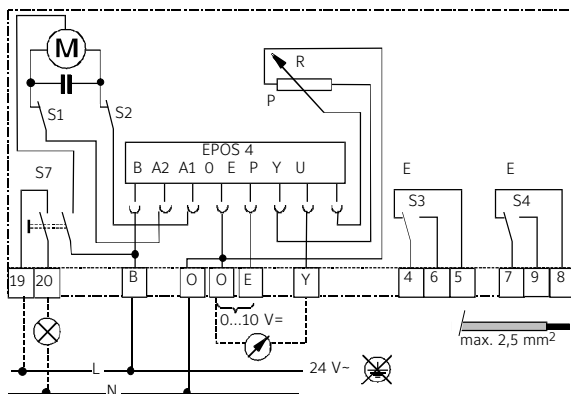 M
R
P
S1
S2
EPOS 4
B A2 A1 0 E P Y U
E
E
S7
S3
S4
19 20 B O O E Y 4 6 5 7 9 8
0...10 V=
max. 2,5 mm²
L
24 V~
N